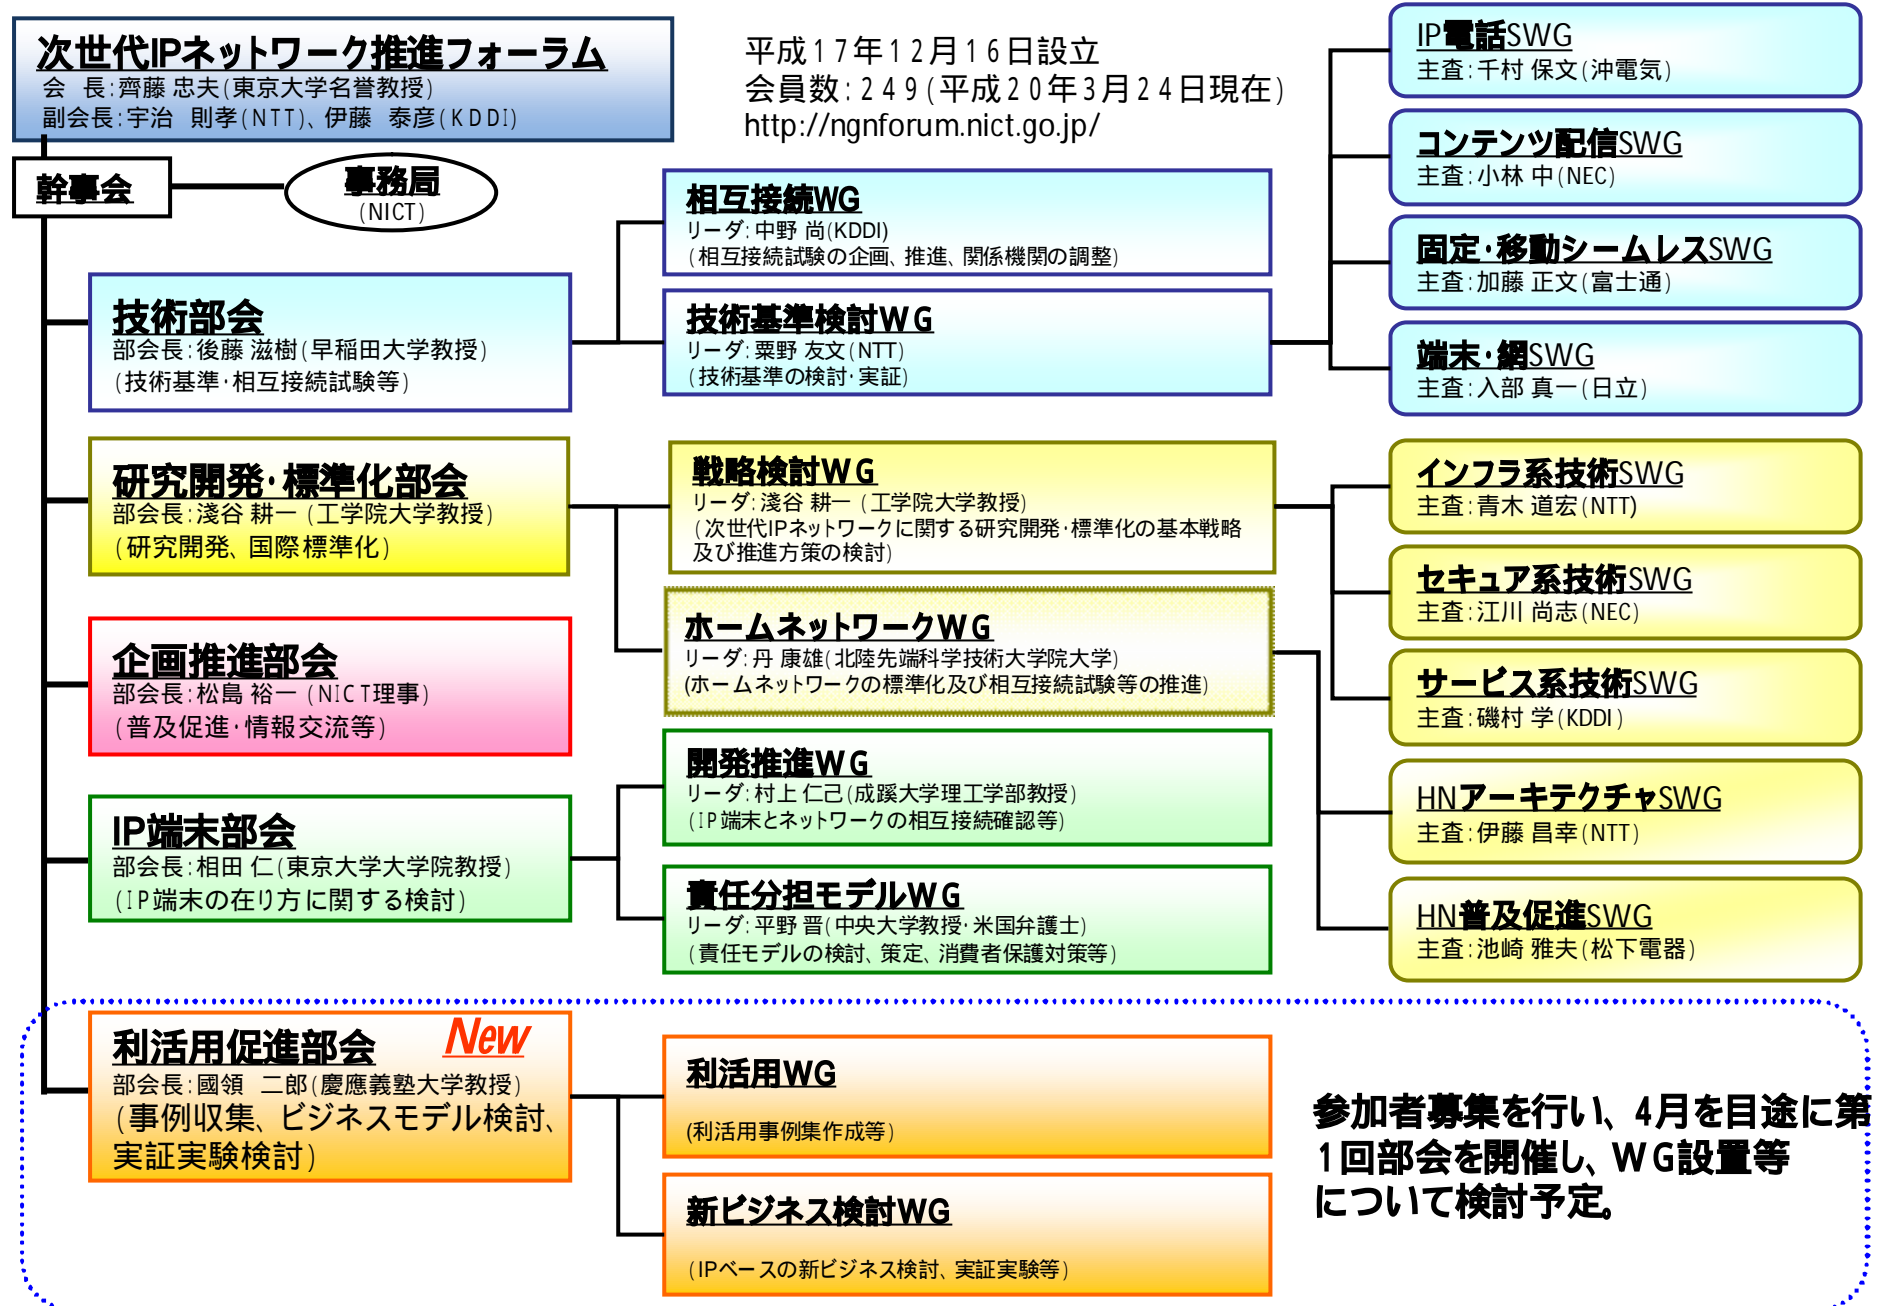 次世代IPネットワーク推進フォーラム
会 長:齊藤 忠夫(東京大学名誉教授)
副会長:宇治 則孝(NTT)、伊藤 泰彦(KDDI)
平成17年12月16日設立
会員数:249(平成20年3月24日現在)
http://ngnforum.nict.go.jp/
幹事会
事務局
(NICT)
技術部会
部会長:後藤 滋樹(早稲田大学教授)
(技術基準・相互接続試験等)
相互接続WG
リーダ:中野 尚(KDDI)
(相互接続試験の企画、推進、関係機関の調整)
技術基準検討WG
リーダ:粟野 友文(NTT)
(技術基準の検討・実証)
IP電話SWG
主査:千村 保文(沖電気)
コンテンツ配信SWG
主査:小林 中(NEC)
固定・移動シームレスSWG
主査:加藤 正文(富士通)
端末・網SWG
主査:入部 真一(日立)
研究開発・標準化部会
部会長:淺谷 耕一(工学院大学教授)
(研究開発、国際標準化)
戦略検討WG
リーダ:淺谷 耕一(工学院大学教授)
(次世代IPネットワークに関する研究開発・標準化の基本戦略
及び推進方策の検討)
ホームネットワークWG
リーダ:丹 康雄(北陸先端科学技術大学院大学)
(ホームネットワークの標準化及び相互接続試験等の推進)
インフラ系技術SWG
主査:青木 道宏(NTT)
セキュア系技術SWG
主査:江川 尚志(NEC)
サービス系技術SWG
主査:磯村 学(KDDI)
HNアーキテクチャSWG
主査:伊藤 昌幸(NTT)
HN普及促進SWG
主査:池崎 雅夫(松下電器)
企画推進部会
部会長:松島 裕一(NICT理事)
(普及促進・情報交流等)
IP端末部会
部会長:相田 仁(東京大学大学院教授)
(IP端末の在り方に関する検討)
開発推進WG
リーダ:村上 仁己(成蹊大学理工学部教授)
(IP端末とネットワークの相互接続確認等)
責任分担モデルWG
リーダ:平野 晋(中央大学教授・米国弁護士)
(責任モデルの検討、策定、消費者保護対策等)
利活用促進部会 New
部会長:國領 二郎(慶應義塾大学教授)
(事例収集、ビジネスモデル検討、
実証実験検討)
利活用WG
(利活用事例集作成等)
新ビジネス検討WG
(IPベースの新ビジネス検討、実証実験等)
参加者募集を行い、4月を目途に第
1回部会を開催し、WG設置等
について検討予定。